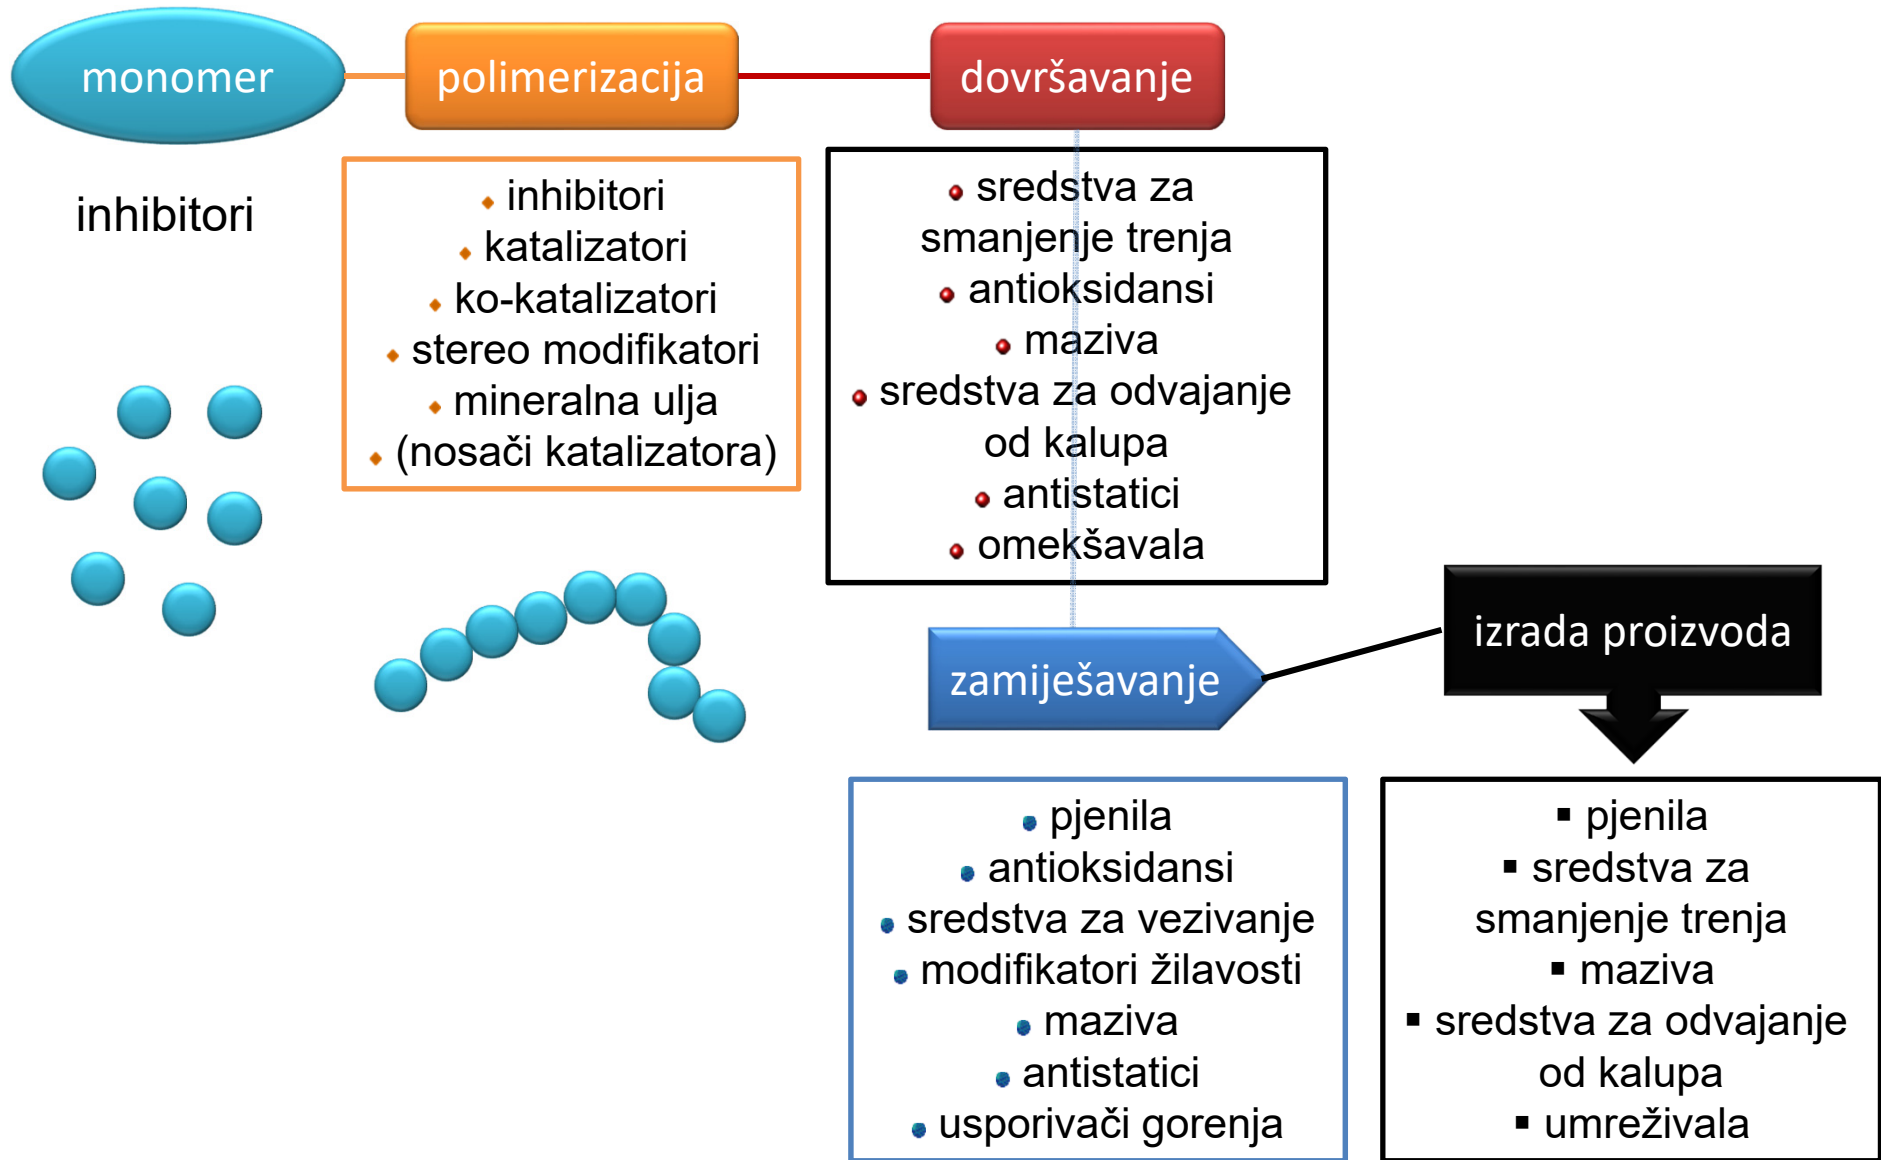 monomer
polimerizacija
dovršavanje
inhibitori
inhibitori
katalizatori
ko-katalizatori
stereo modifikatori
mineralna ulja
(nosači katalizatora)
sredstva za
smanjenje trenja
antioksidansi
maziva
sredstva za odvajanje
od kalupa
antistatici
omekšavala
zamiješavanje
izrada proizvoda
pjenila
antioksidansi
sredstva za vezivanje
modifikatori žilavosti
maziva
antistatici
usporivači gorenja
pjenila
sredstva za
smanjenje trenja
maziva
sredstva za odvajanje
od kalupa
umreživala